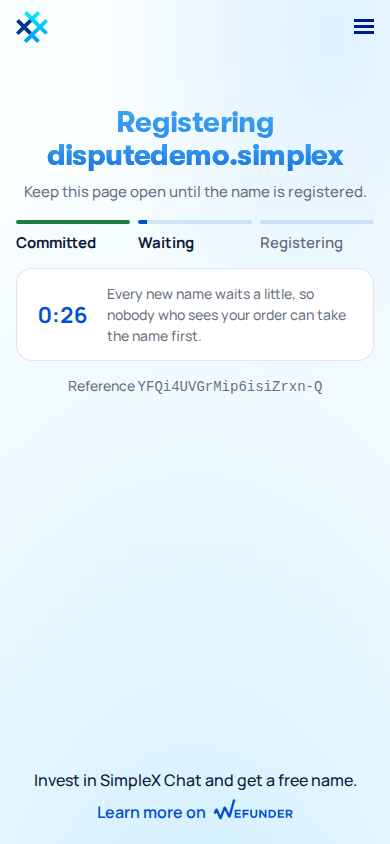 Registering
disputedemo.simplex
Keep this page open until the name is registered.
Committed Waiting Registering
0:26
Every new name waits a little, so
nobody who sees your order can take
the name first.
Reference YFQi4UVGrMip6isiZrxn-Q
Invest in SimpleX Chat and get a free name.
Learn more on WEFUNDER